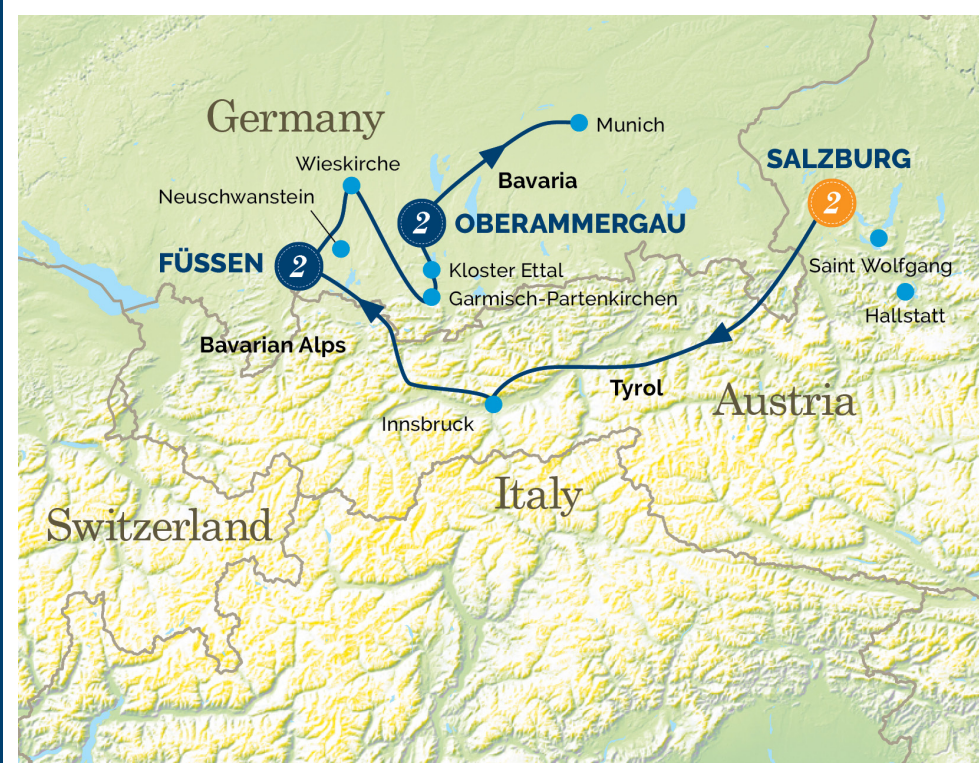 Germany
Munich
Wieskirche
SALZBURG
2
Bavaria
Neuschwanstein
2
OBERAMMERGAU
FÜSSEN
2
Saint Wolfgang
Kloster Ettal
Garmisch-Partenkirchen
Hallstatt
Bavarian Alps
Tyrol
Austria
Innsbruck
Italy
Switzerland